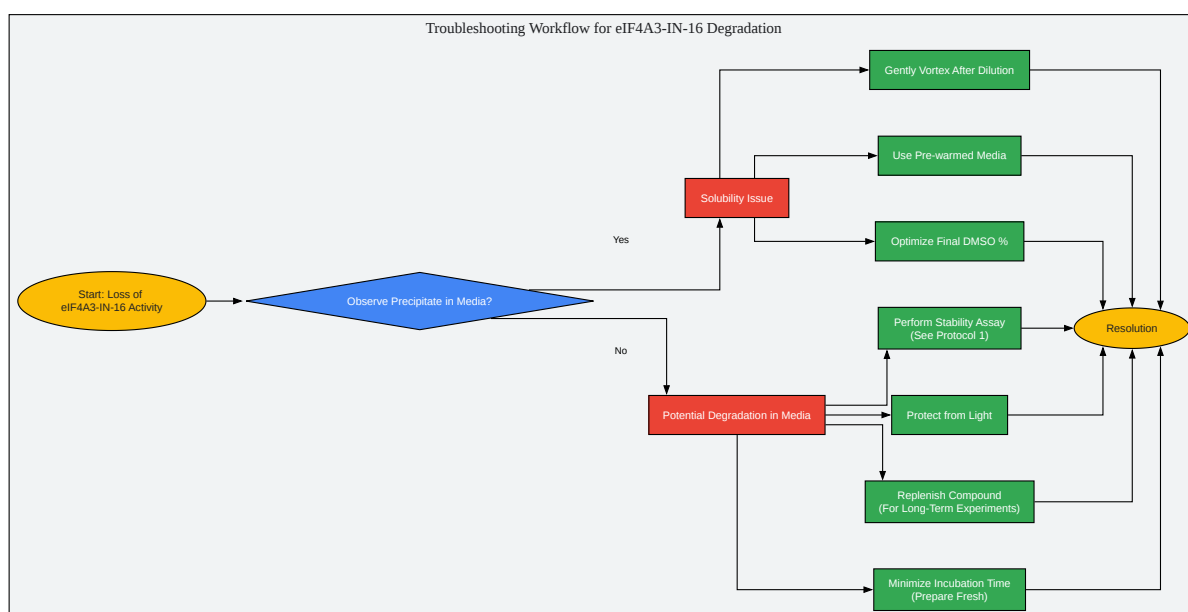 Troubleshooting Workflow for eIF4A3-IN-16 Degradation
Gently Vortex After Dilution
Use Pre-warmed Media
Solubility Issue
Yes
Optimize Final DMSO %
Start: Loss of
eIF4A3-IN-16 Activity
Observe Precipitate in Media?
Perform Stability Assay
(See Protocol 1)
Resolution
No
Potential Degradation in Media
Protect from Light
Replenish Compound
(For Long-Term Experiments)
Minimize Incubation Time
(Prepare Fresh)